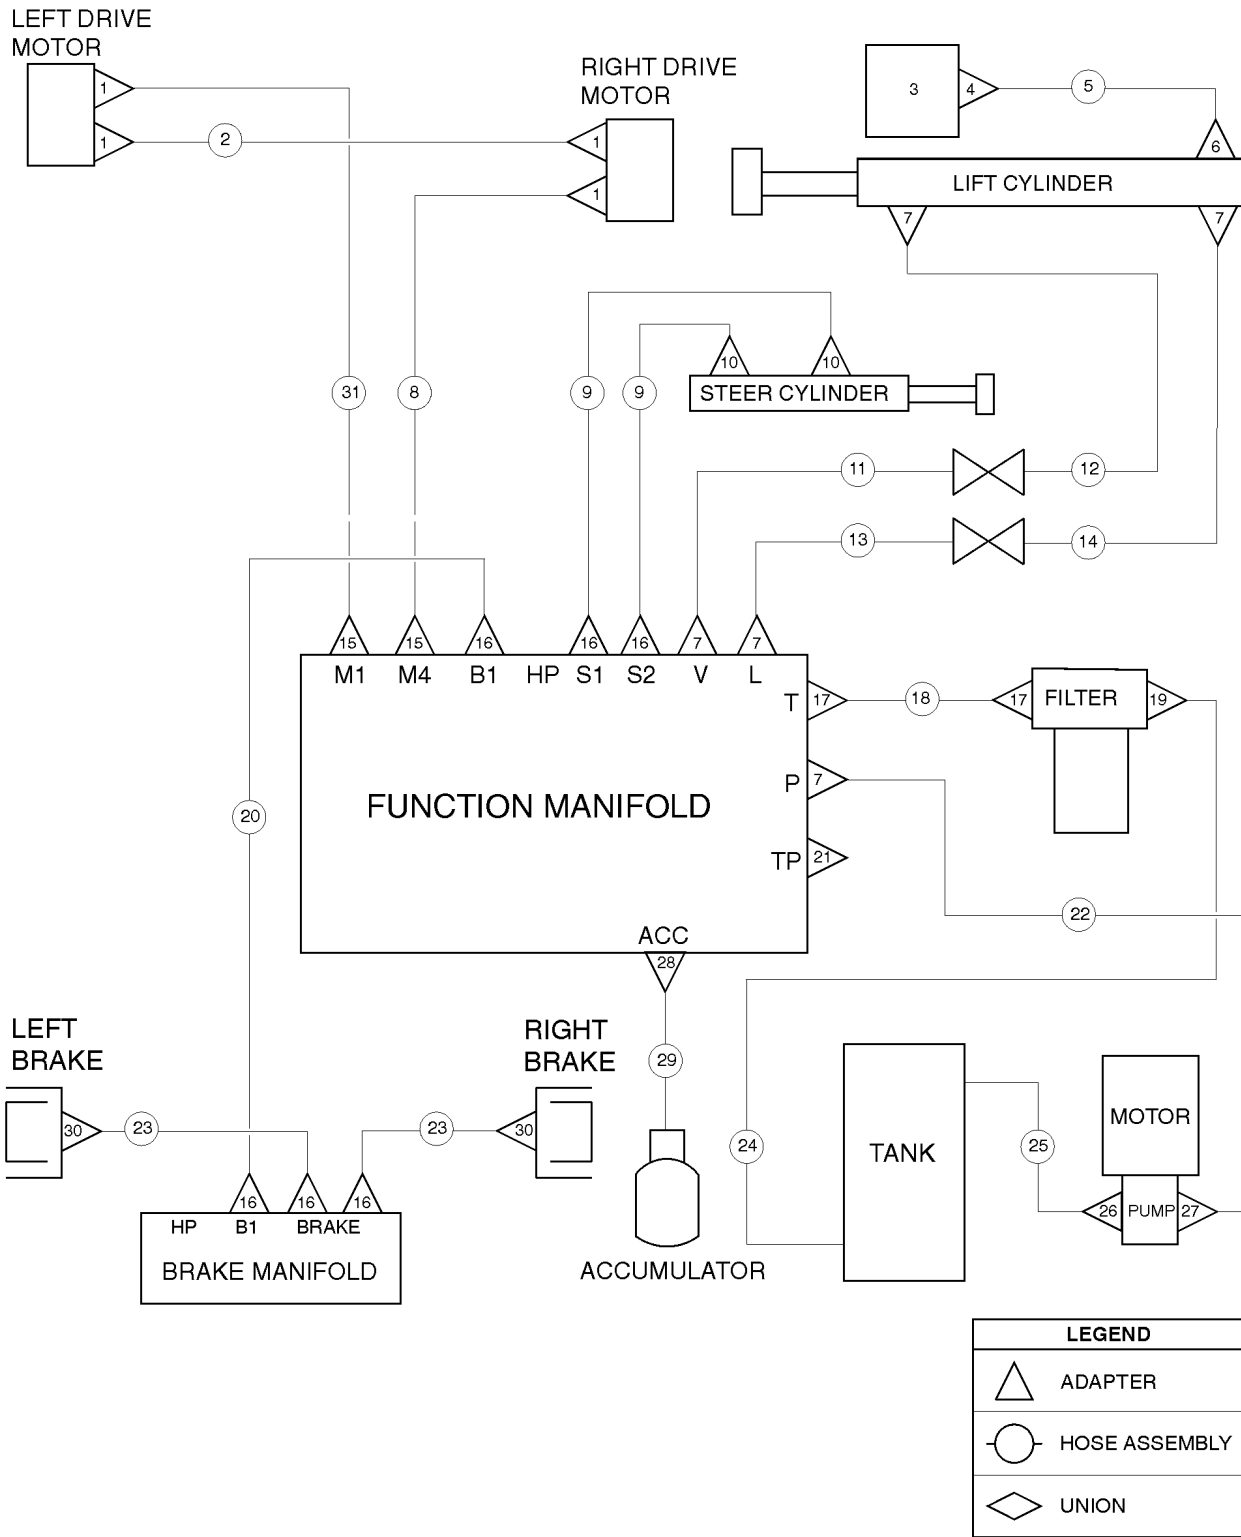 LEFT DRIVE
MOTOR
1
1
2
RIGHT DRIVE
MOTOR
1
1
3
4
5
6
LIFT CYLINDER
7
7
10
10
STEER CYLINDER
31
8
9
9
11
12
13
14
15
15
16
16
16
7
7
M1 M4 B1 HP S1 S2 V L
T
17
18
17
FILTER
19
FUNCTION MANIFOLD
P
7
20
TP
21
22
ACC
28
LEFT
BRAKE
RIGHT
BRAKE
29
30
23
23
30
24
TANK
25
MOTOR
26
PUMP
27
16
16
16
HP B1 BRAKE
BRAKE MANIFOLD
ACCUMULATOR
LEGEND
ADAPTER
HOSE ASSEMBLY
UNION